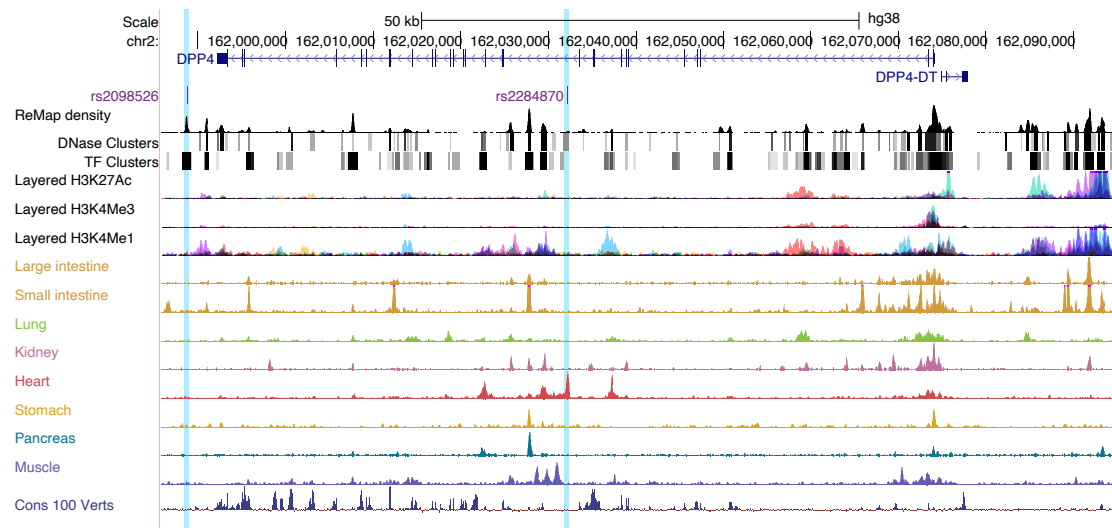 Scale 50 kb hg38
chr2: 162,000,000 162,010,000 162,020,000 162,030,000 162,040,000 162,050,000 162,060,000 162,070,000 162,080,000 162,090,000
DPP4
DPP4-DT
rs2098526 rs2284870
ReMap density
DNase Clusters
TF Clusters
Layered H3K27Ac
Layered H3K4Me3
Layered H3K4Me1
Large intestine
Small intestine
Lung
Kidney
Heart
Stomach
Pancreas
Muscle
Cons 100 Verts